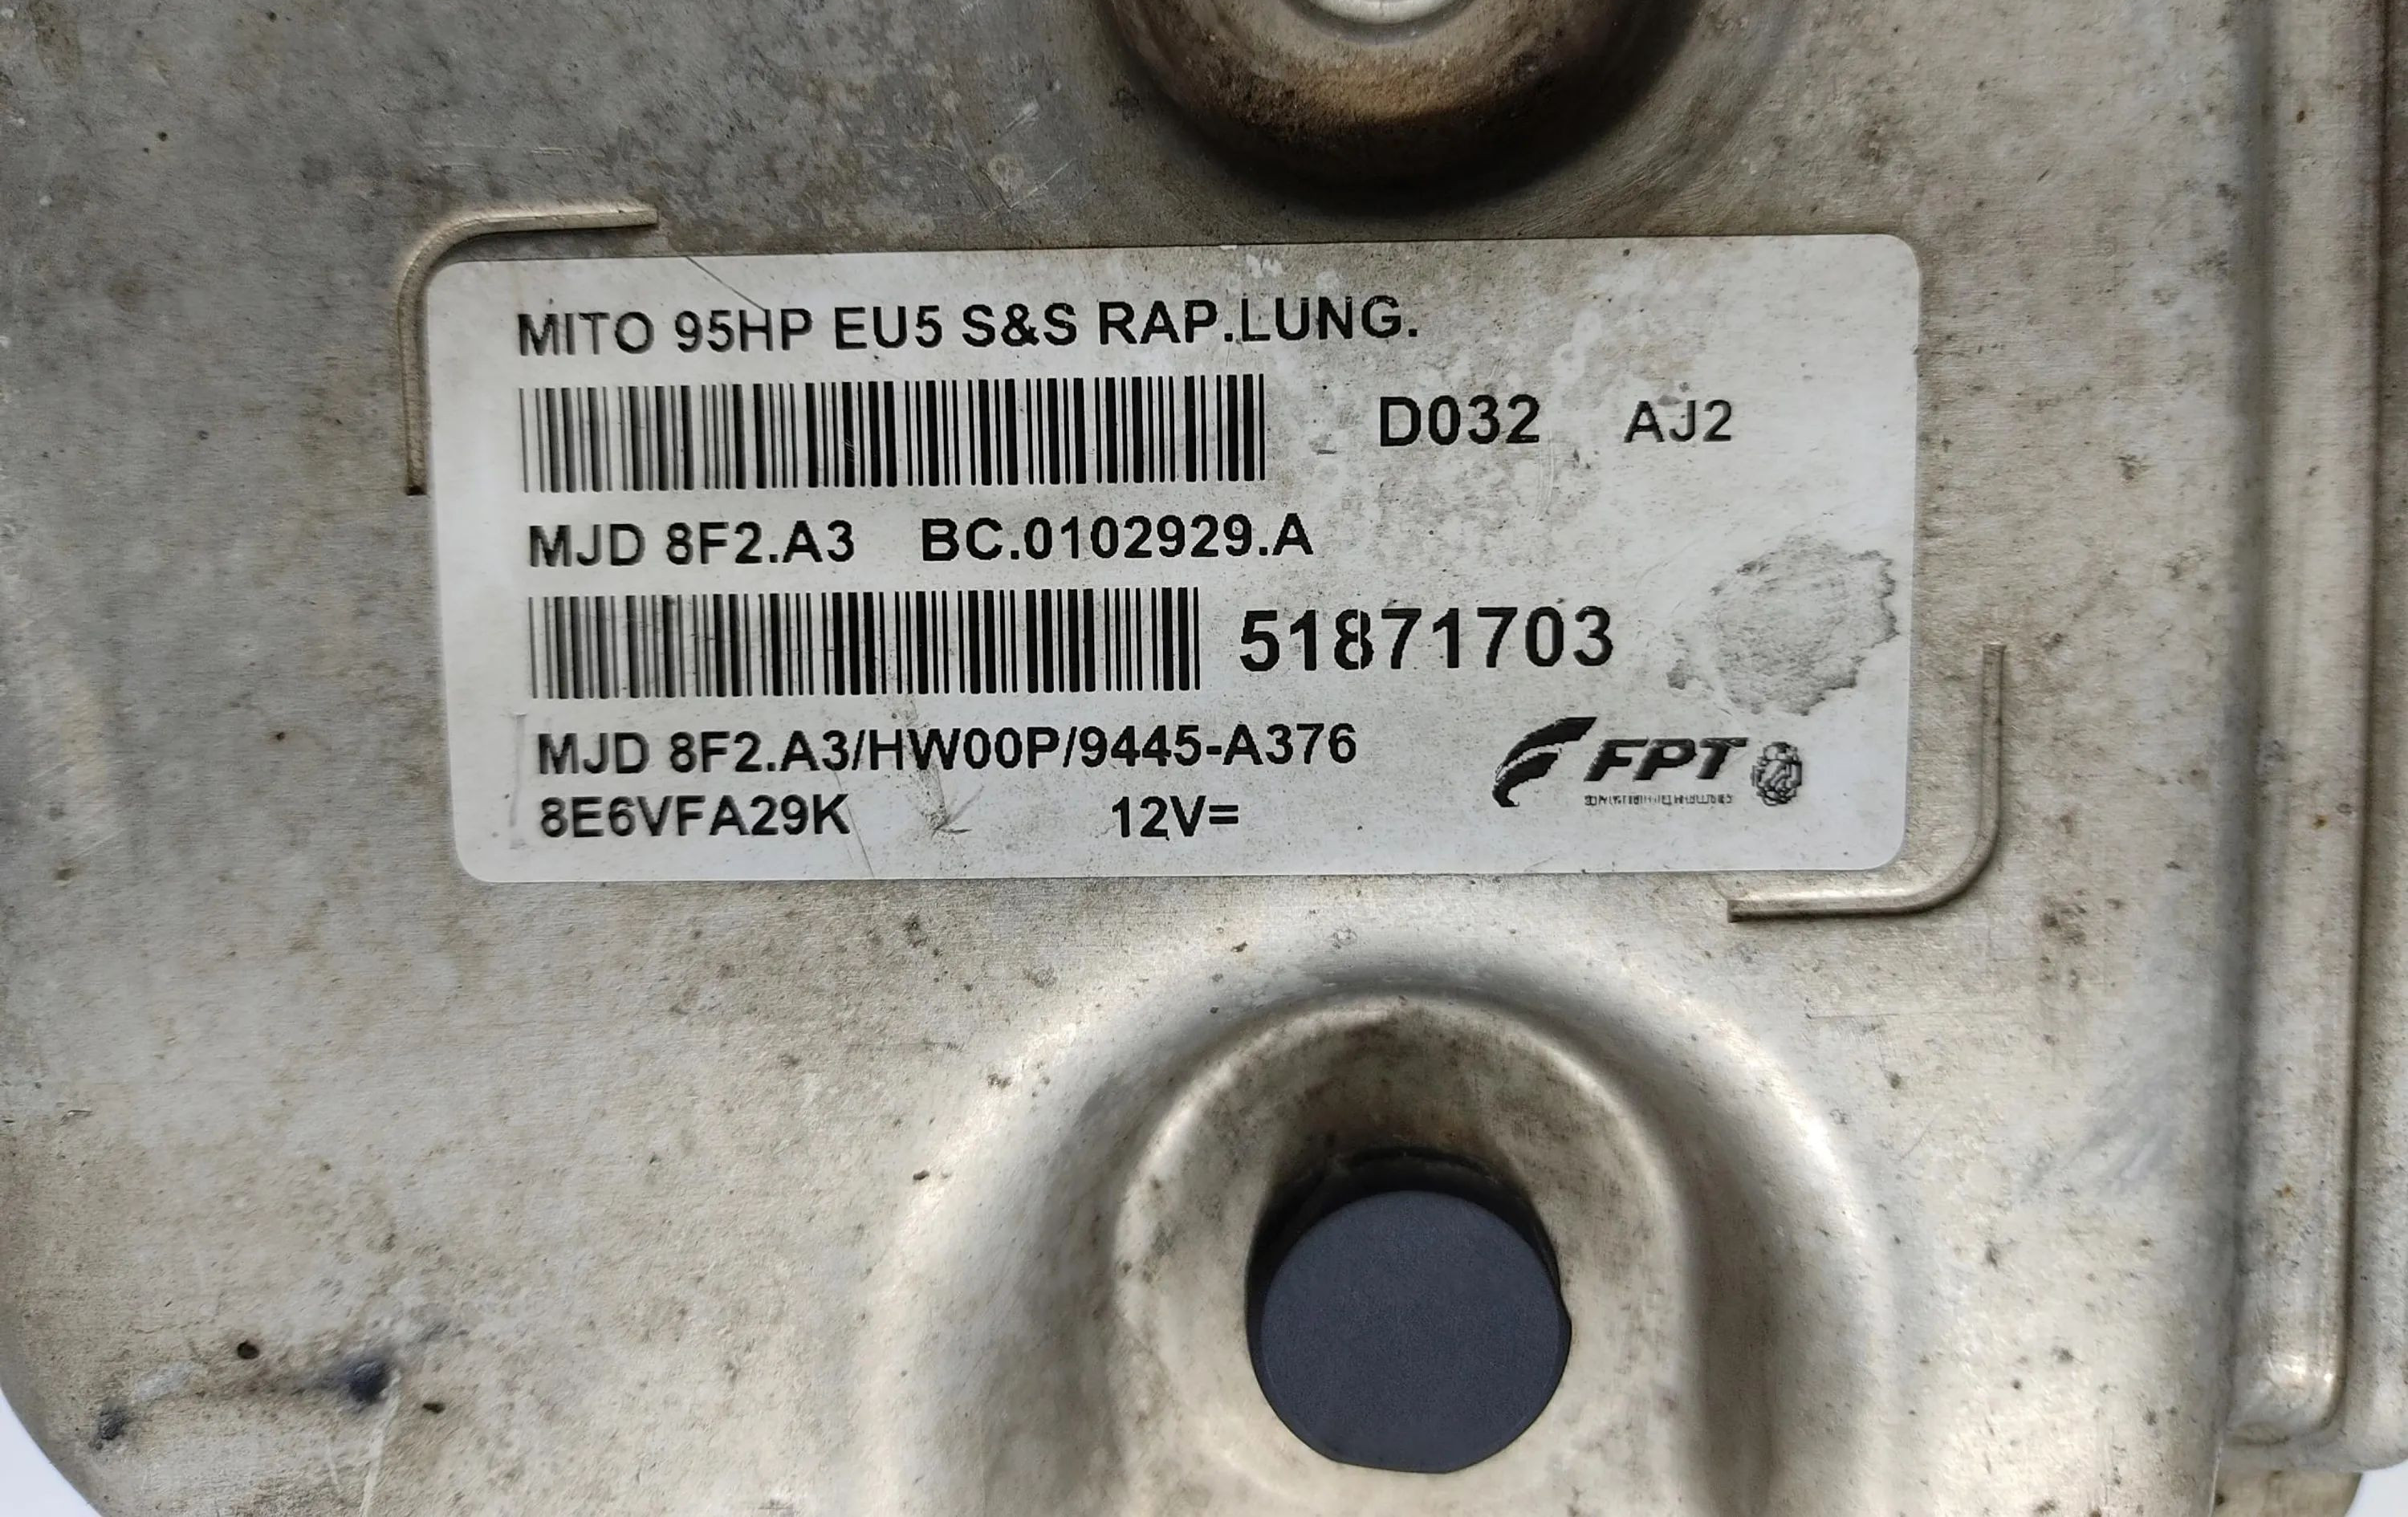 MITO 95HP EU5 S&S RAP.LUNG.
D032 AJ2
MJD 8F2.A3 BC.0102929.A
51871703
MJD 8F2.A3/HW00P/9445-A376
FPT
8E6VFA29K 12V=